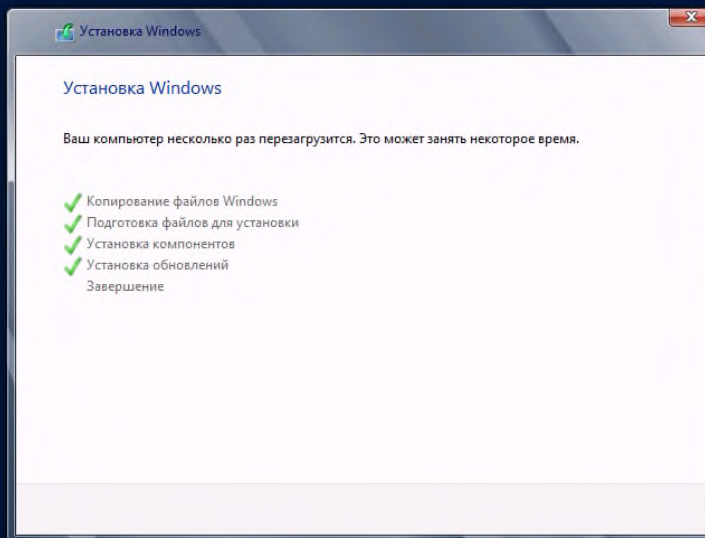 Установка Windows
Установка Windows
Ваш компьютер несколько раз перезагрузится. Это может занять некоторое время.
Копирование файлов Windows
Подготовка файлов для установки
Установка компонентов
Установка обновлений
Завершение